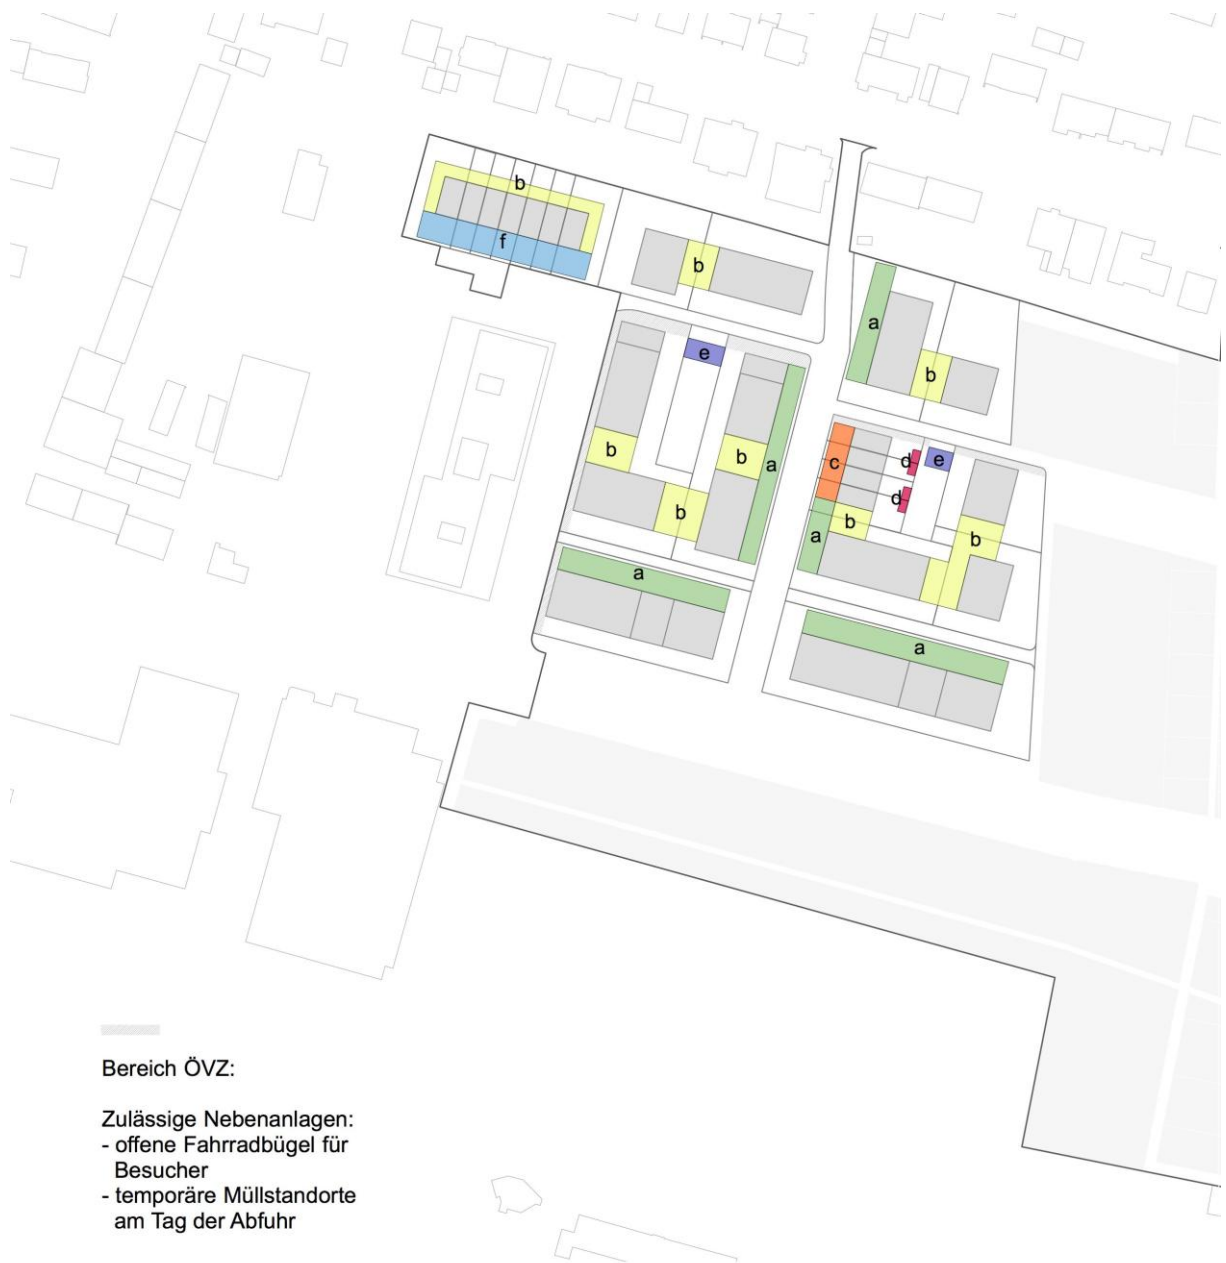 b
f
b
a
e
b
b
b
a
c
d
e
d
b
b
a
b
a
b
a
a
Bereich ÖVZ:
Zulässige Nebenanlagen:
- offene Fahrradbügel für
Besucher
- temporäre Müllstandorte
am Tag der Abfuhr